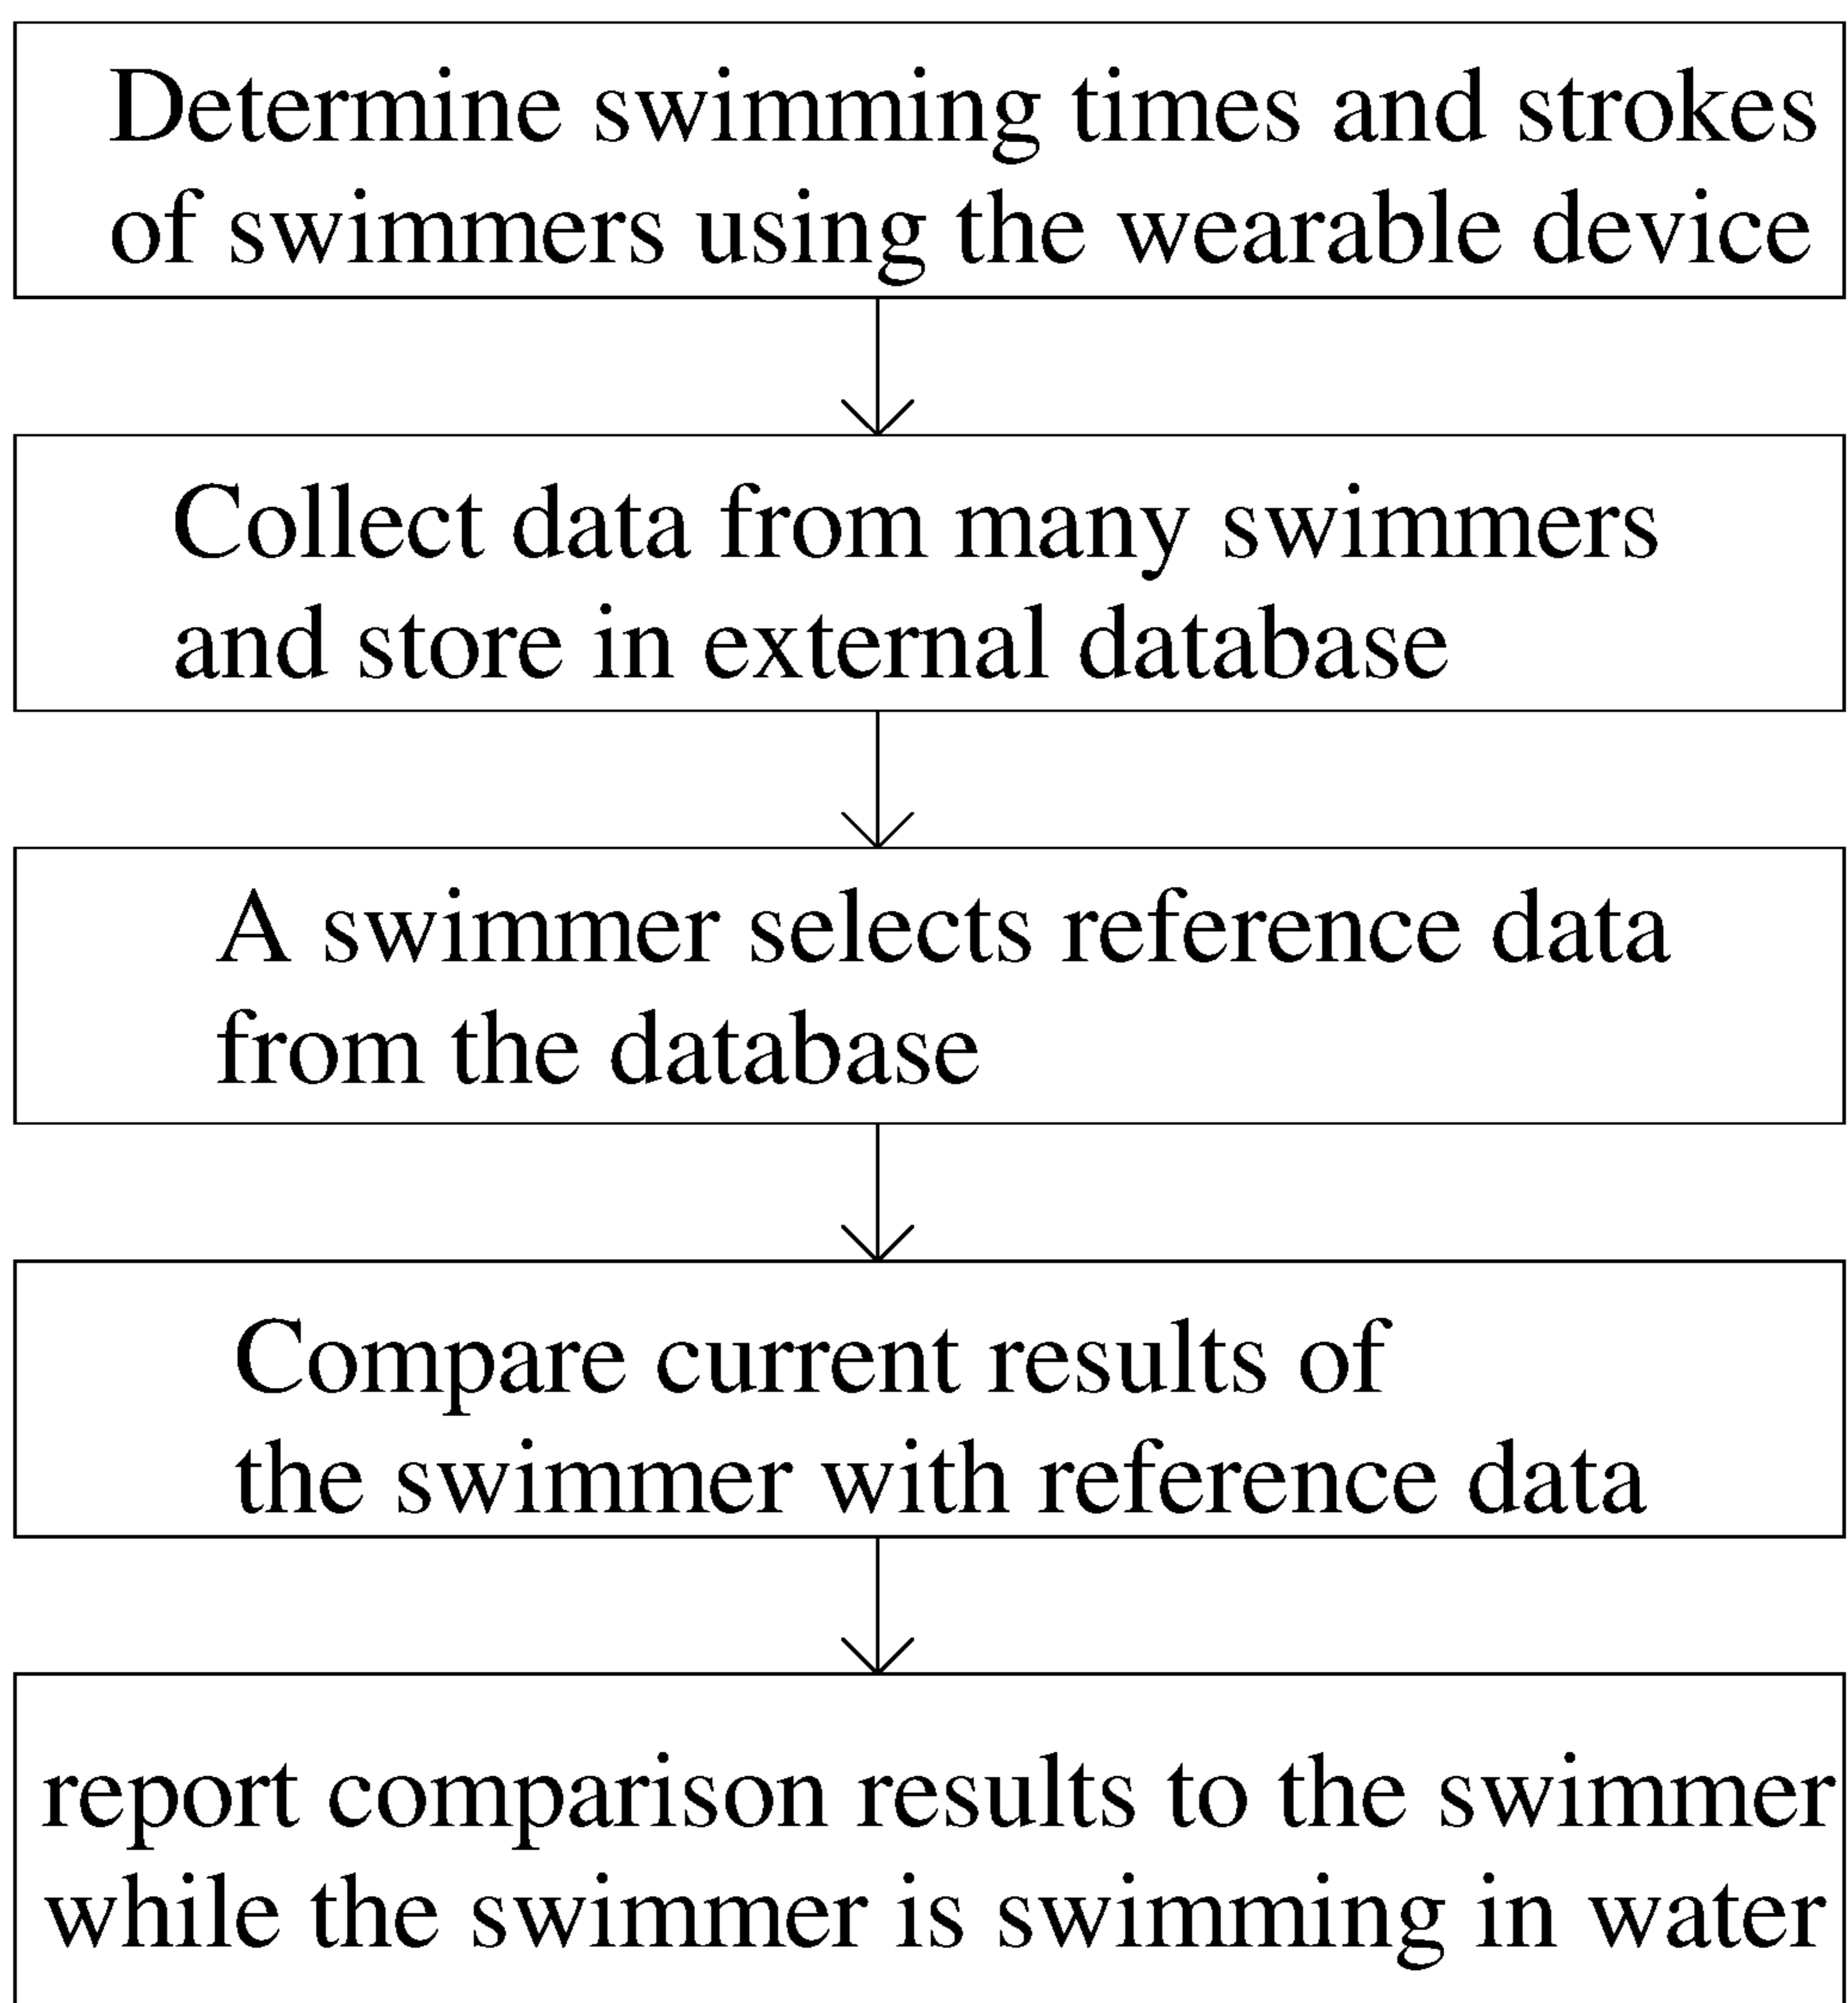 Determine swimming times and strokes
of swimmers using the wearable device
Collect data from many swimmers
and store in external database
A swimmer selects reference data
from the database
Compare current results of
the swimmer with reference data
report comparison results to the swimmer
while the swimmer is swimming in water